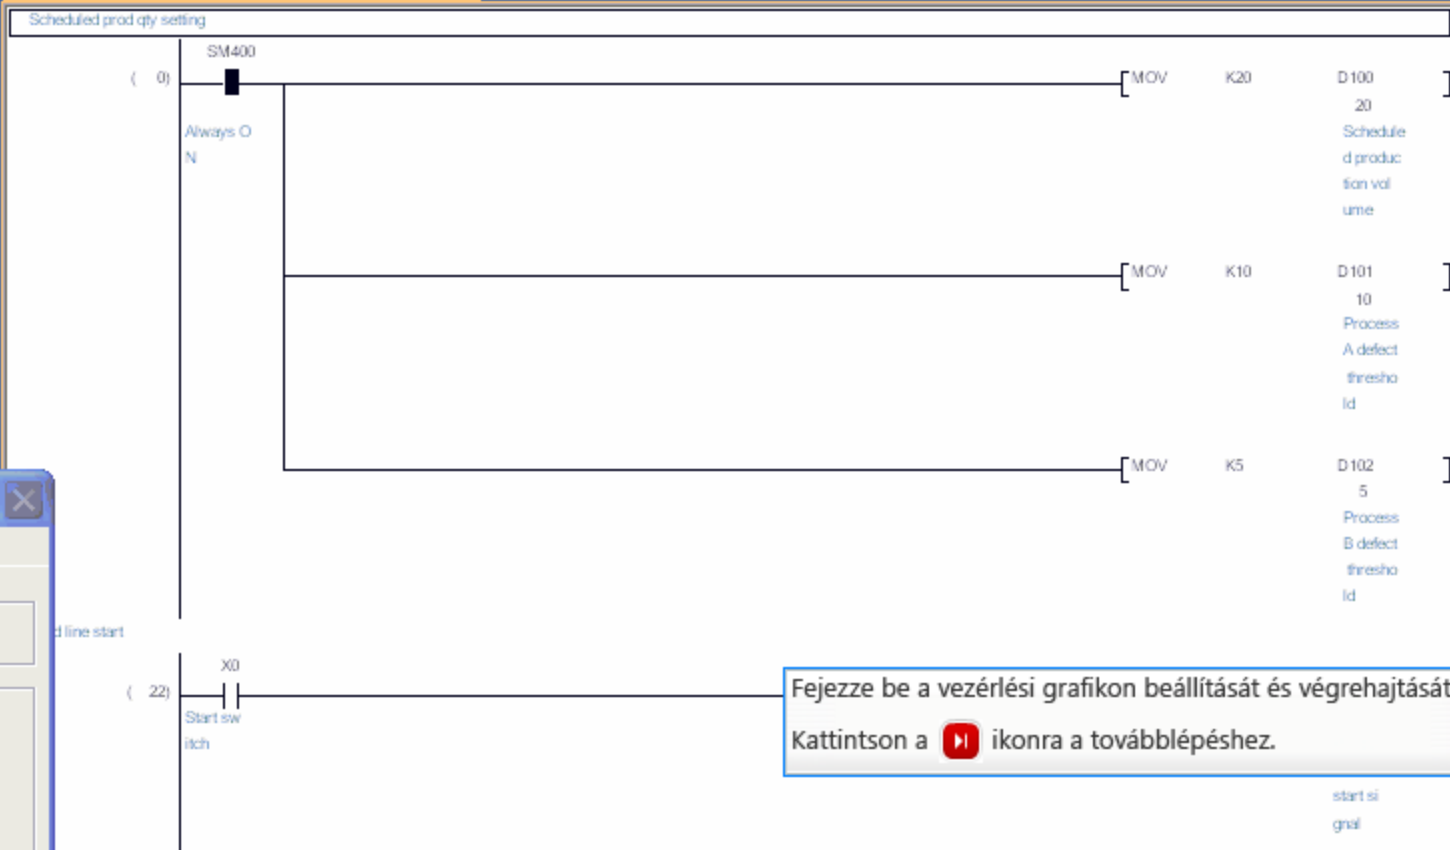 Scheduled prod qty setting
SM400
( 0) MOV K20 D100
20
Always O
N
Schedule
d produc
tion vol
ume
MOV K10 D101
10
Process
A defect
thresho
ld
MOV K5 D102
5
Process
B defect
thresho
ld
d line start
X0
( 22)
Start sw
itch
Fejezze be a vezérlési grafikon beállítását és végrehajtását
Kattintson a ikonra a továbblépéshez.
start si
gnal